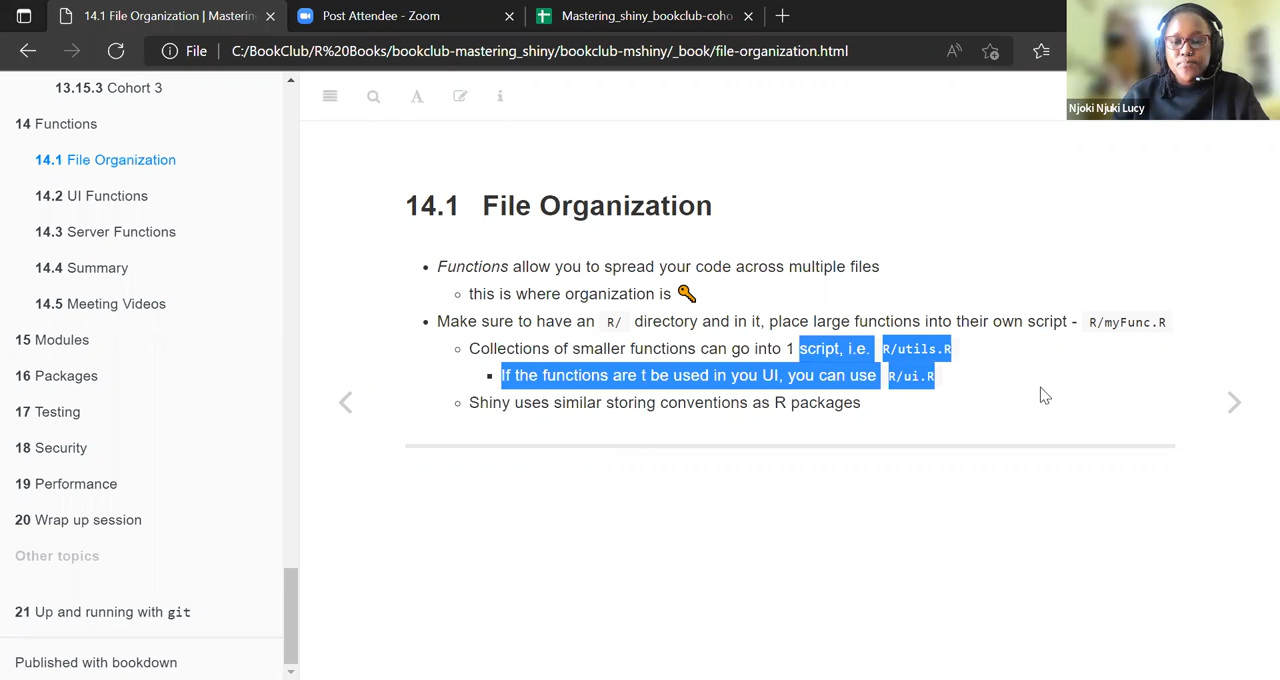 14.1 File Organization | Masterin
Post Attendee - Zoom
Mastering_shiny_bookclub-coho
File
C:/BookClub/R%20Books/bookclub-mastering_shiny/bookclub-mshiny/_book/file-organization.html
Njoki Njuki Lucy
13.15.3 Cohort 3
14 Functions
14.1 File Organization
14.2 UI Functions
14.3 Server Functions
14.4 Summary
14.5 Meeting Videos
15 Modules
16 Packages
17 Testing
18 Security
19 Performance
20 Wrap up session
Other topics
21 Up and running with git
Published with bookdown
14.1 File Organization
• Functions allow you to spread your code across multiple files
◦ this is where organization is 🔑
• Make sure to have an R/ directory and in it, place large functions into their own script - R/myFunc.R
◦ Collections of smaller functions can go into 1 script, i.e. R/utils.R
▪ If the functions are t be used in you UI, you can use R/ui.R
◦ Shiny uses similar storing conventions as R packages